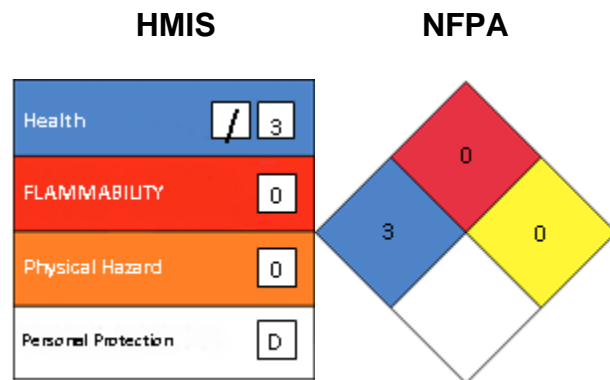 HMIS NFPA
Health / 3
FLAMMABILITY 0
Physical Hazard 0
Personal Protection D
0
3 0